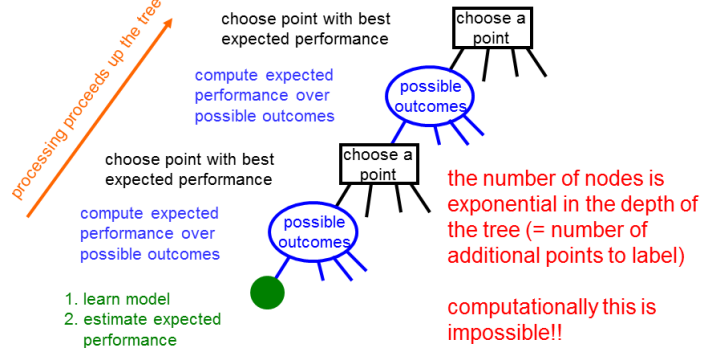 processing proceeds up the tree
choose point with best
expected performance
choose a
point
compute expected
performance over
possible outcomes
possible
outcomes
choose point with best
expected performance
choose a
point
compute expected
performance over
possible outcomes
possible
outcomes
1. learn model
2. estimate expected
performance
the number of nodes is
exponential in the depth of
the tree (= number of
additional points to label)
computationally this is
impossible!!